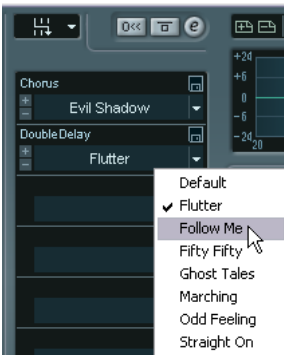 0<< e
+24
+6
0
-6
-24
20
Chorus
Evil Shadow
DoubleDelay
Flutter
Default
✓ Flutter
Follow Me
Fifty Fifty
Ghost Tales
Marching
Odd Feeling
Straight On